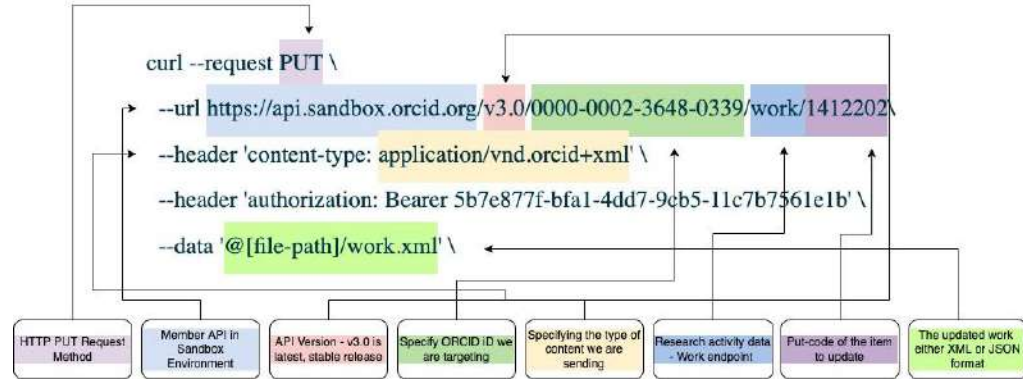 curl --request PUT \
--url https://api.sandbox.orcid.org/v3.0/0000-0002-3648-0339/work/1412202\
--header 'content-type: application/vnd.orcid+xml' \
--header 'authorization: Bearer 5b7e877f-bfa1-4dd7-9cb5-11c7b7561e1b' \
--data '@[file-path]/work.xml' \
HTTP PUT Request
Method
Member API in
Sandbox
Environment
API Version - v3.0 is
latest, stable release
Specify ORCID iD we
are targeting
Specifying the type of
content we are
sending
Research activity data
- Work endpoint
Put-code of the item
to update
The updated work
either XML or JSON
format